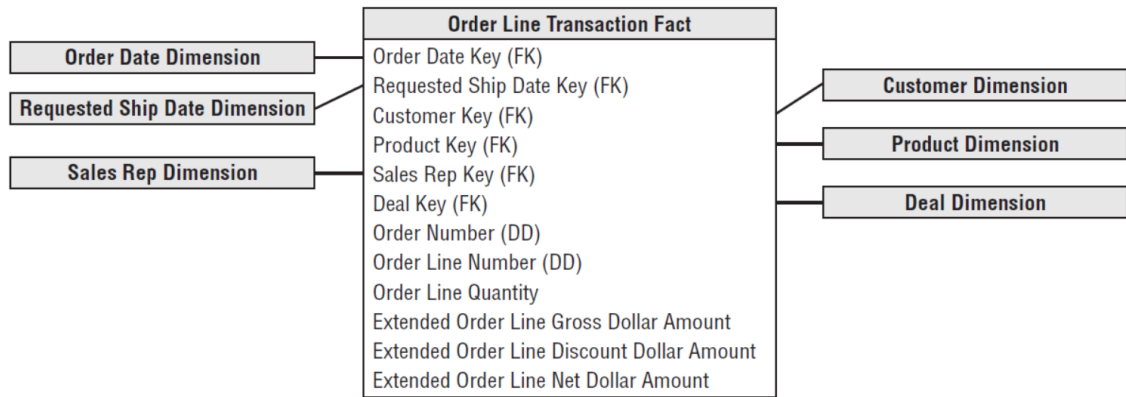 Order Line Transaction Fact
Order Date Key (FK)
Requested Ship Date Key (FK)
Customer Key (FK)
Product Key (FK)
Sales Rep Key (FK)
Deal Key (FK)
Order Number (DD)
Order Line Number (DD)
Order Line Quantity
Extended Order Line Gross Dollar Amount
Extended Order Line Discount Dollar Amount
Extended Order Line Net Dollar Amount
Order Date Dimension
Requested Ship Date Dimension
Sales Rep Dimension
Customer Dimension
Product Dimension
Deal Dimension